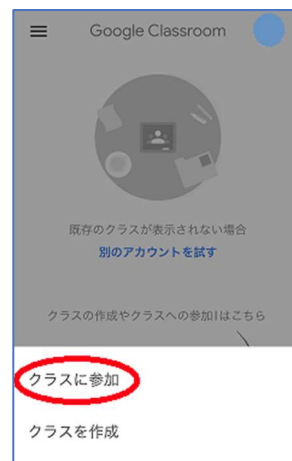 Google Classroom
既存のクラスが表示されない場合
別のアカウントを試す
クラスの作成やクラスへの参加はこちら
クラスに参加
クラスを作成